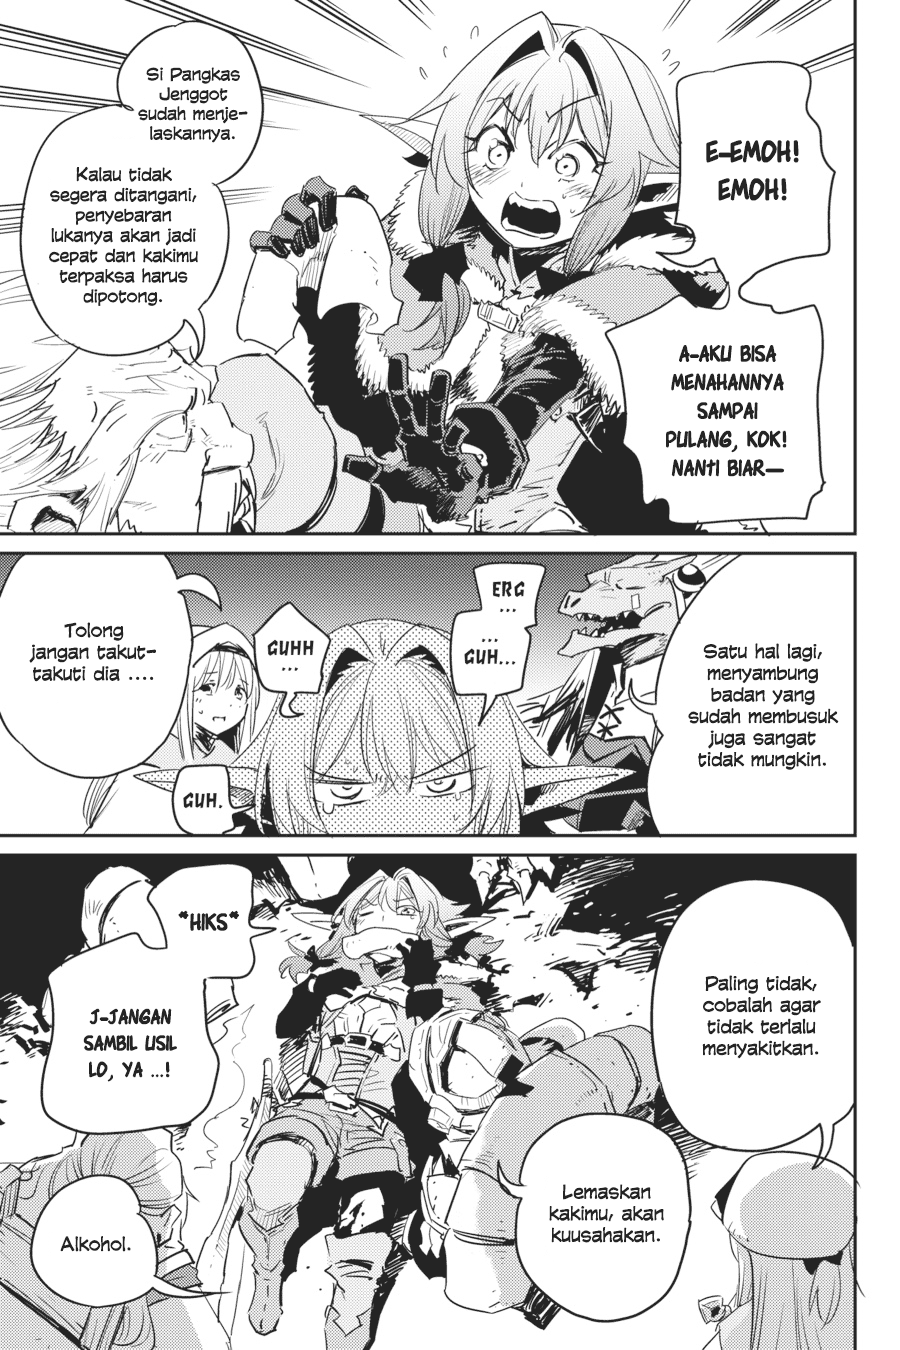 E-EMOH!
EMOH!
A-AKU BISA
MENAHANNYA
SAMPAI
PULANG, KOK!
NANTI BIAR—
Si Pangkas
Jenggot
sudah menje-
laskannya.
Kalau tidak
segera ditangani,
penyebaran
lukanya akan jadi
cepat dan kakimu
terpaksa harus
dipotong.
Satu hal lagi,
menyambung
badan yang
sudah membusuk
juga sangat
tidak mungkin.
ERG
...
...
GUH...
GUHH
...
GUH.
Tolong
jangan takut-
takuti dia ....
Paling tidak,
cobalah agar
tidak terlalu
menyakitkan.
Lemaskan
kakimu, akan
kuusahakan.
*HIKS*
J-JANGAN
SAMBIL USIL
LO, YA ...!
Alkohol.